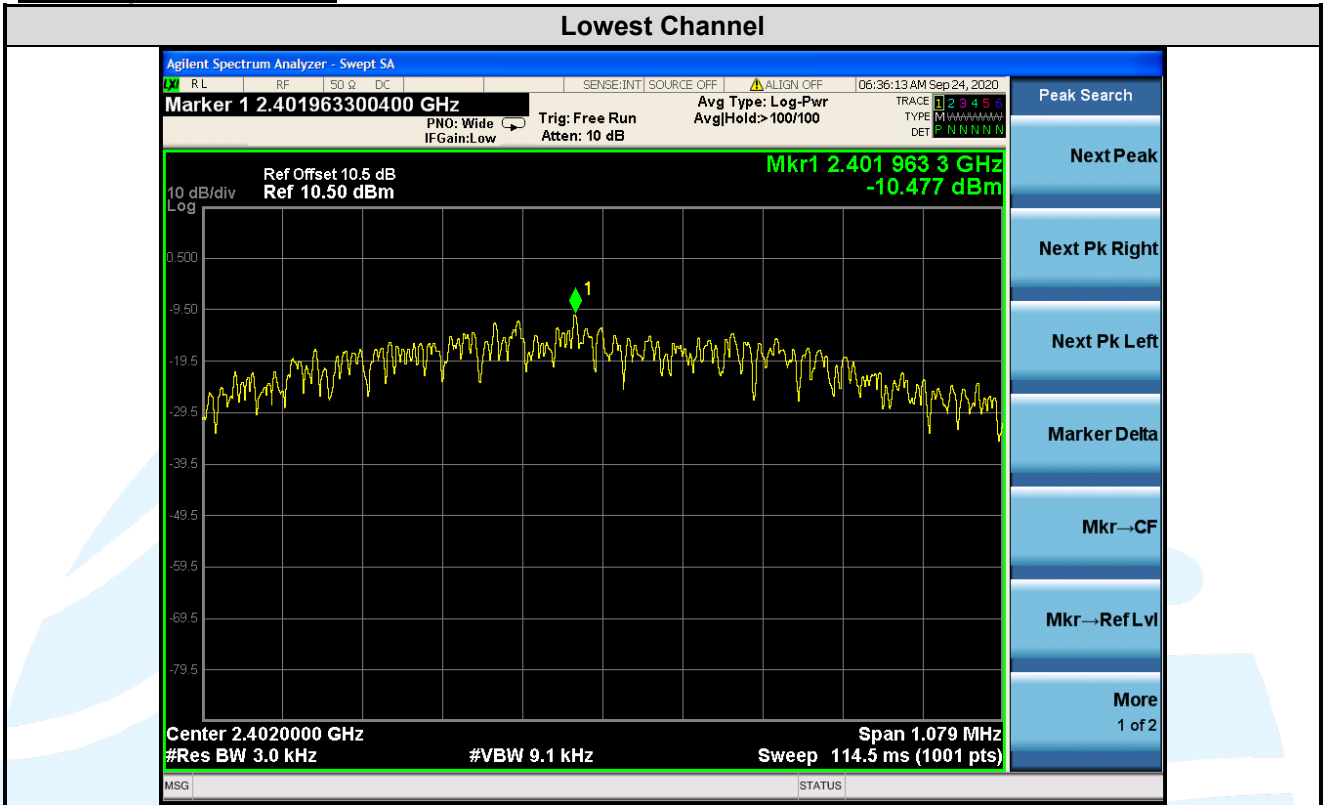 Lowest Channel
Agilent Spectrum Analyzer - Swept SA
LXI RL RF 50 Ω DC SENSE:INT SOURCE OFF ALIGN OFF 06:36:13 AM Sep 24, 2020
Marker 1 2.401963300400 GHz
PNO: Wide
IFGain:Low
Trig: Free Run
Atten: 10 dB
Avg Type: Log-Pwr
Avg|Hold:>100/100
TRACE 1 2 3 4 5 6
TYPE M
DET P N N N N N
Peak Search
Mkr1 2.401 963 3 GHz
-10.477 dBm
Ref Offset 10.5 dB
10 dB/div Ref 10.50 dBm
Log
0.500
-9.50
-19.5
-29.5
-39.5
-49.5
-59.5
-69.5
-79.5
1
Center 2.4020000 GHz Span 1.079 MHz
#Res BW 3.0 kHz #VBW 9.1 kHz Sweep 114.5 ms (1001 pts)
MSG STATUS
Next Peak
Next Pk Right
Next Pk Left
Marker Delta
Mkr→CF
Mkr→Ref Lvl
More
1 of 2